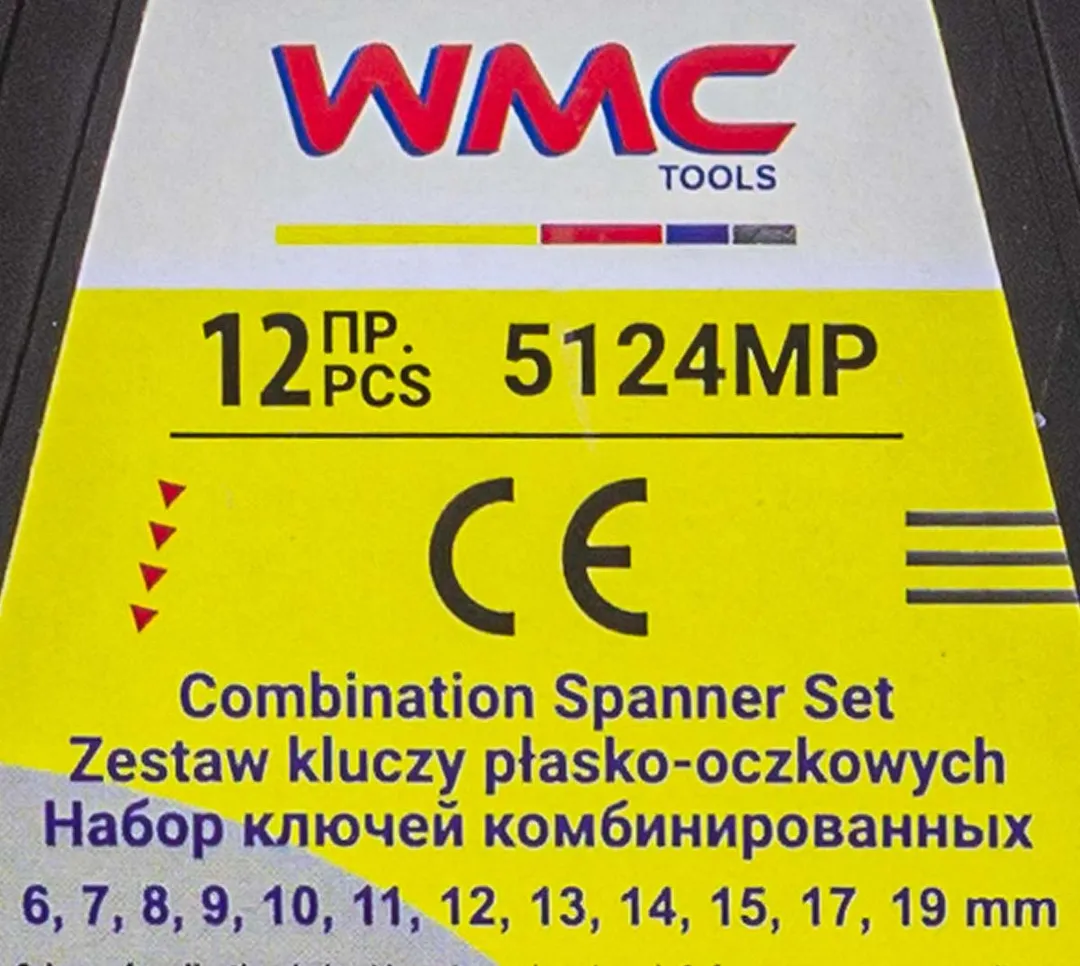 WMC
TOOLS
12 ПР. PCS 5124MP
CE
Combination Spanner Set
Zestaw kluczy płasko-oczkowych
Набор ключей комбинированных
6, 7, 8, 9, 10, 11, 12, 13, 14, 15, 17, 19 mm